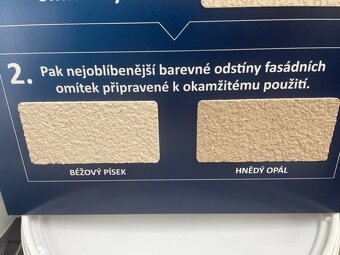 2. Pak nejoblíbenější barevné odstíny fasádních
omítek připravené k okamžitému použití.
BÉŽOVÝ PÍSEK
HNĚDÝ OPÁL